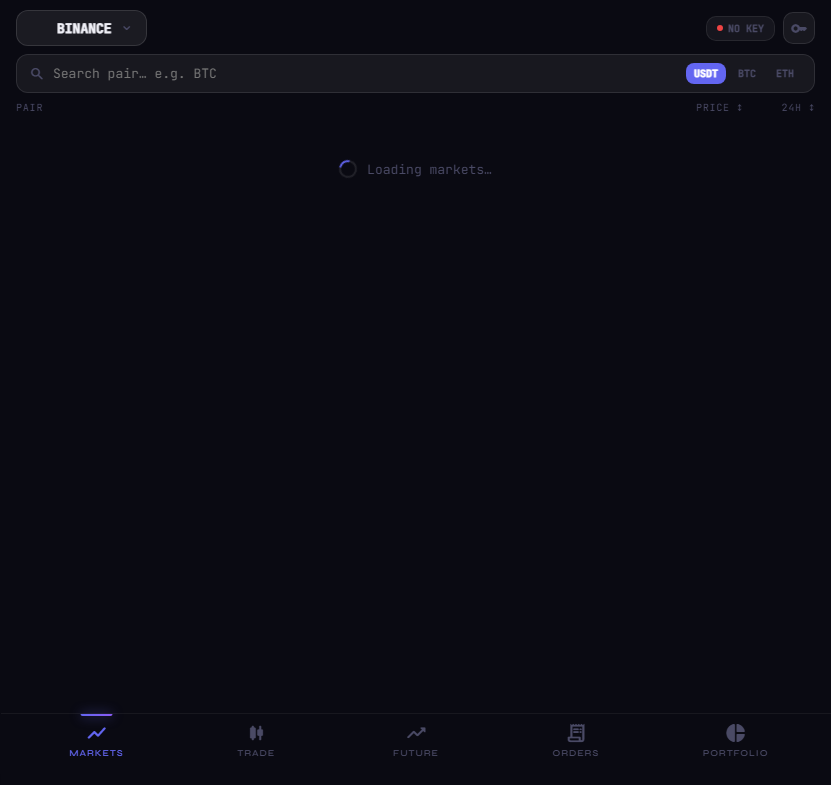 BINANCE
NO KEY
Search pair… e.g. BTC
USDT BTC ETH
PAIR PRICE ↕ 24H ↕
Loading markets…
MARKETS TRADE FUTURE ORDERS PORTFOLIO